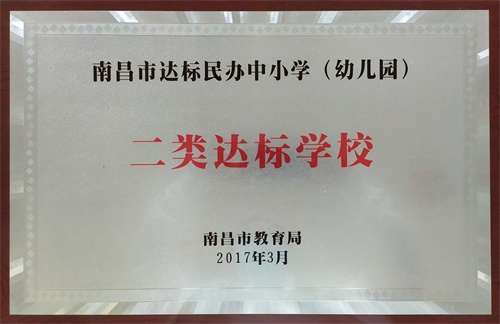 南昌市达标民办中小学（幼儿园）
二类达标学校
南昌市教育局
2017年3月